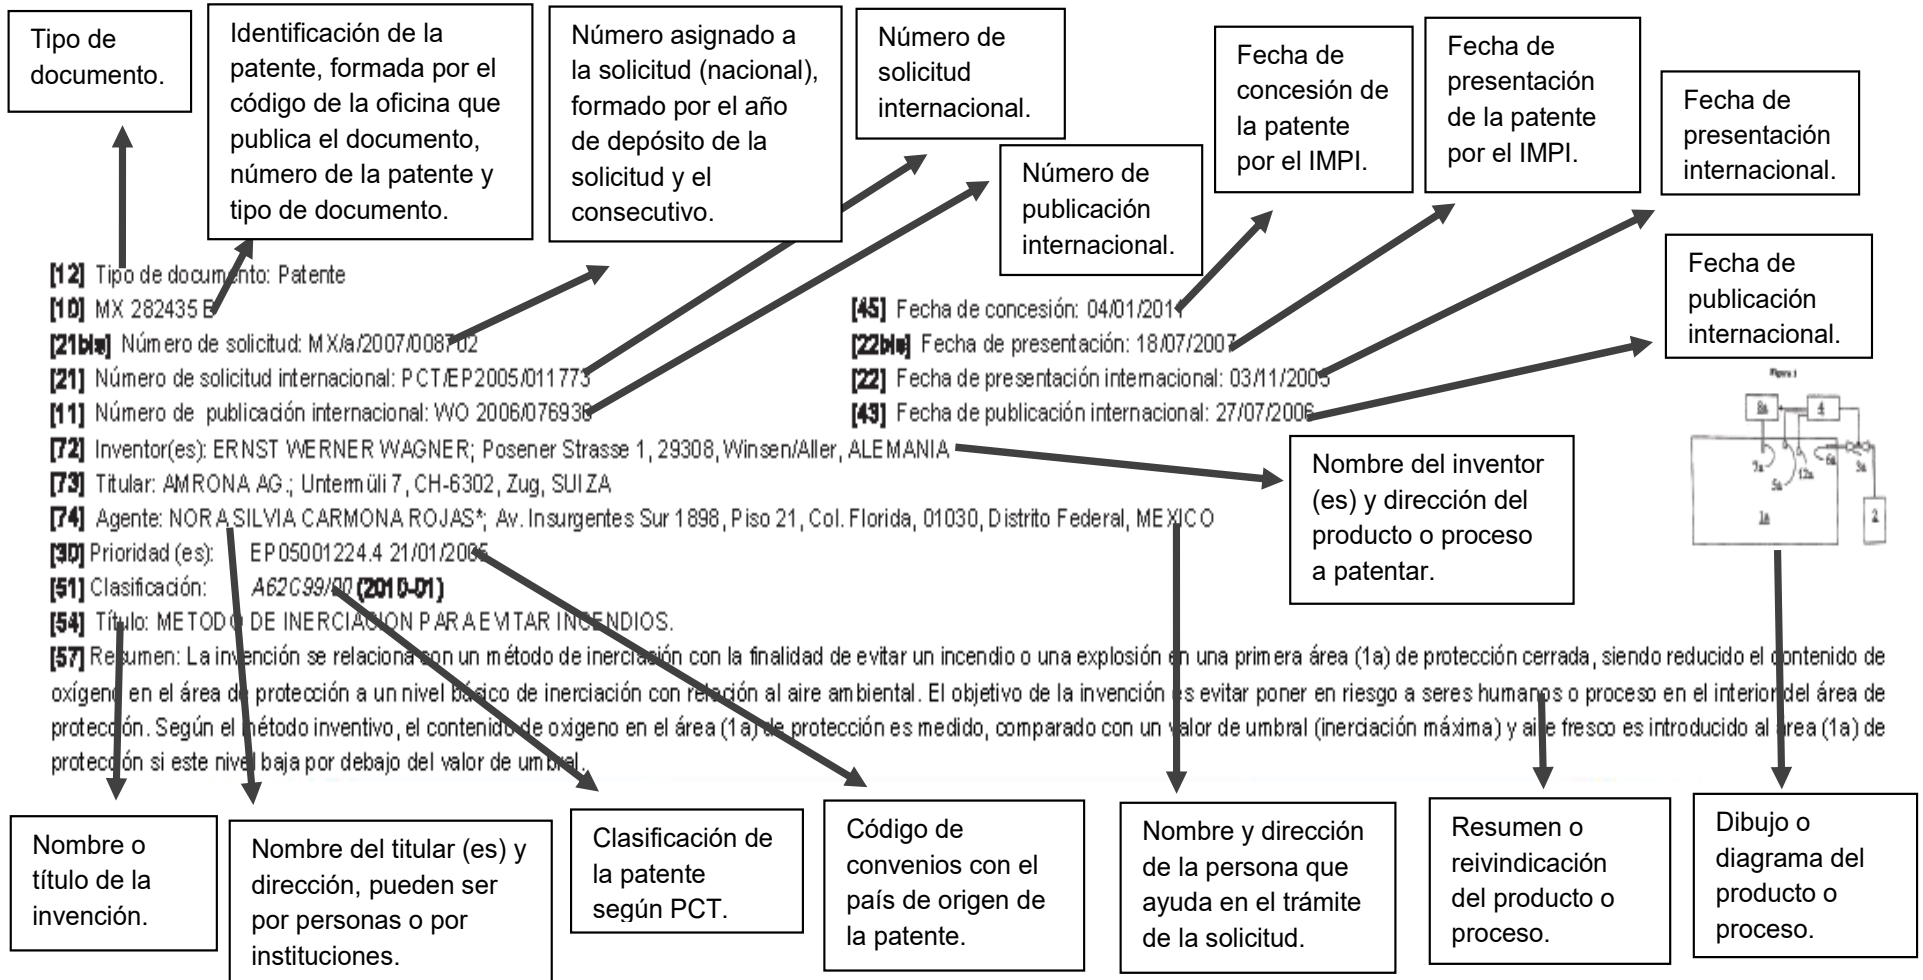 Tipo de
documento.
Identificación de la
patente, formada por el
código de la oficina que
publica el documento,
número de la patente y
tipo de documento.
Número asignado a
la solicitud (nacional),
formado por el año
de depósito de la
solicitud y el
consecutivo.
Número de
solicitud
internacional.
Número de
publicación
internacional.
Fecha de
concesión de
la patente
por el IMPI.
Fecha de
presentación
de la patente
por el IMPI.
Fecha de
presentación
internacional.
Fecha de
publicación
internacional.
[12] Tipo de documento: Patente
[10] MX 282435 B
[45] Fecha de concesión: 04/01/2011
[21bis] Número de solicitud: MX/a/2007/008702
[22bis] Fecha de presentación: 18/07/2007
[21] Número de solicitud internacional: PCT/EP2005/011773
[22] Fecha de presentación internacional: 03/11/2005
[11] Número de publicación internacional: WO 2006/076936
[43] Fecha de publicación internacional: 27/07/2006
[72] Inventor(es): ERNST WERNER WAGNER; Posener Strasse 1, 29308, Winsen/Aller, ALEMANIA
[73] Titular: AMRONA AG.; Untermüli 7, CH-6302, Zug, SUIZA
[74] Agente: NORA SILVIA CARMONA ROJAS*; Av. Insurgentes Sur 1898, Piso 21, Col. Florida, 01030, Distrito Federal, MEXICO
[30] Prioridad (es): EP05001224.4 21/01/2005
[51] Clasificación: A62C99/00 (2010-01)
[54] Título: METODO DE INERCIACION PARA EVITAR INCENDIOS.
[57] Resumen: La invención se relaciona con un método de inerciación con la finalidad de evitar un incendio o una explosión en una primera área (1a) de protección cerrada, siendo reducido el contenido de
oxígeno en el área de protección a un nivel básico de inerciación con relación al aire ambiental. El objetivo de la invención es evitar poner en riesgo a seres humanos o proceso en el interior del área de
protección. Según el método inventivo, el contenido de oxigeno en el área (1a) de protección es medido, comparado con un valor de umbral (inerciación máxima) y aire fresco es introducido al área (1a) de
protección si este nivel baja por debajo del valor de umbral.
Figura 1
8a
4
7a
5a
12a
6a
3a
1a
2
Nombre del inventor
(es) y dirección del
producto o proceso
a patentar.
Nombre o
título de la
invención.
Nombre del titular (es) y
dirección, pueden ser
por personas o por
instituciones.
Clasificación de
la patente
según PCT.
Código de
convenios con el
país de origen de
la patente.
Nombre y dirección
de la persona que
ayuda en el trámite
de la solicitud.
Resumen o
reivindicación
del producto o
proceso.
Dibujo o
diagrama del
producto o
proceso.